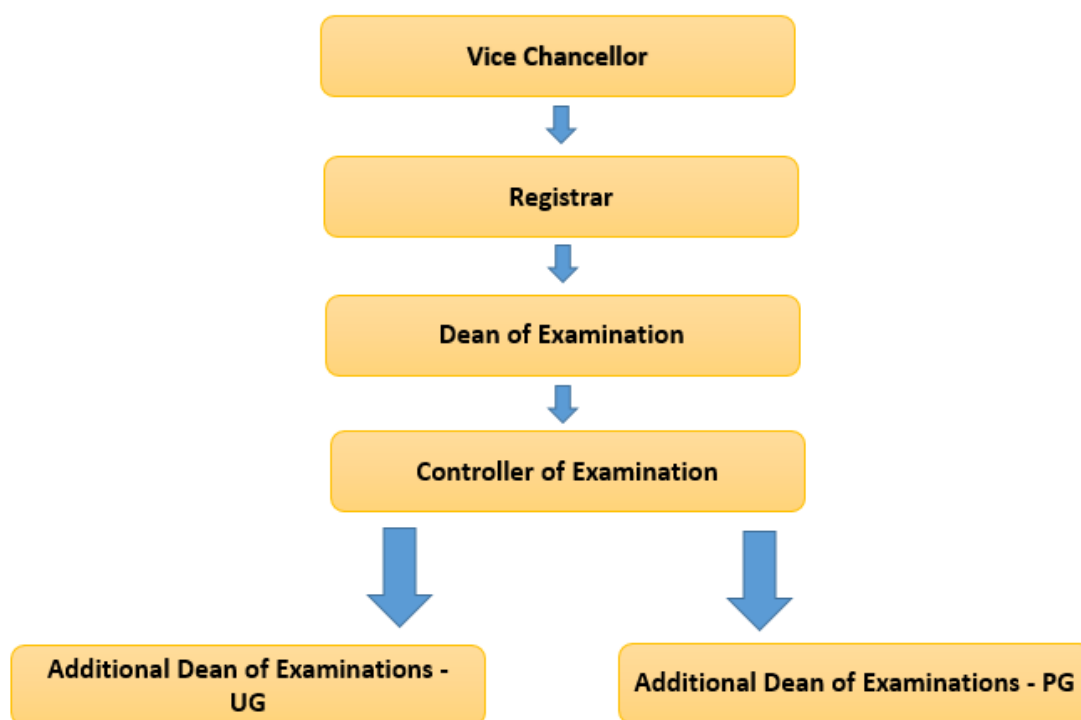 Vice Chancellor
Registrar
Dean of Examination
Controller of Examination
Additional Dean of Examinations -
UG
Additional Dean of Examinations - PG